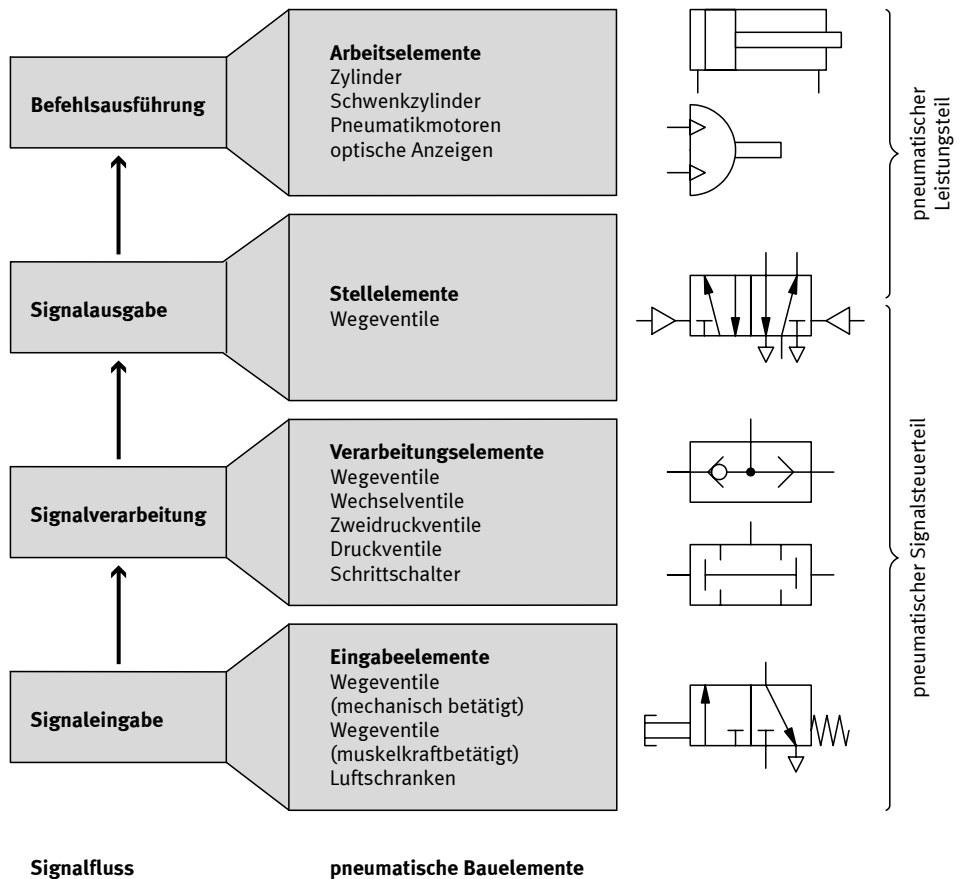 Befehlsausführung
Arbeitselemente
Zylinder
Schwenkzylinder
Pneumatikmotoren
optische Anzeigen
pneumatischer
Leistungsteil
Signalausgabe
Stellelemente
Wegeventile
Signalverarbeitung
Verarbeitungselemente
Wegeventile
Wechselventile
Zweidruckventile
Druckventile
Schrittschalter
pneumatischer Signalsteuerteil
Signaleingabe
Eingabeelemente
Wegeventile
(mechanisch betätigt)
Wegeventile
(muskelkraftbetätigt)
Luftschranken
Signalfluss
pneumatische Bauelemente